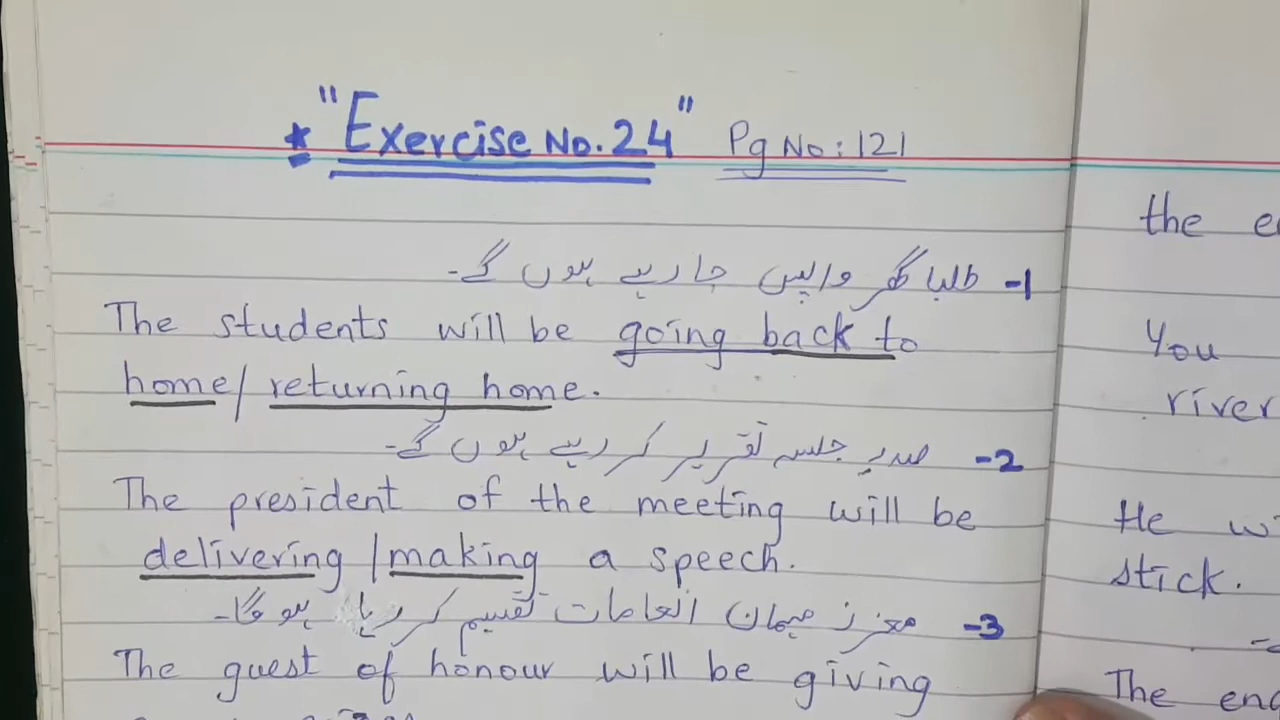 * "Exercise No. 24" Pg No: 121
1- طلبا گھر واپس جا رہے ہوں گے۔
The students will be going back to
home/ returning home.
2- صدر جلسہ تقریر کر رہے ہوں گے۔
The president of the meeting will be
delivering / making a speech.
3- معزز مہمان انعامات تقسیم کر رہا ہو گا۔
The guest of honour will be giving
the
You
river
He
stick.
The